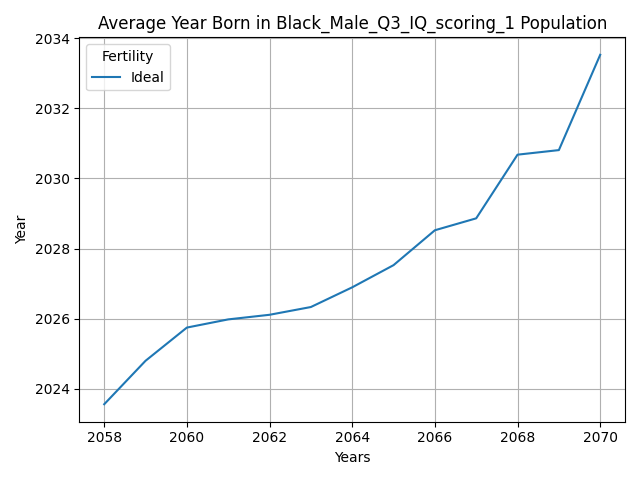 Average Year Born in Black_Male_Q3_IQ_scoring_1 Population
Fertility
Ideal
2034
2032
2030
2028
2026
2024
Year
2058 2060 2062 2064 2066 2068 2070
Years